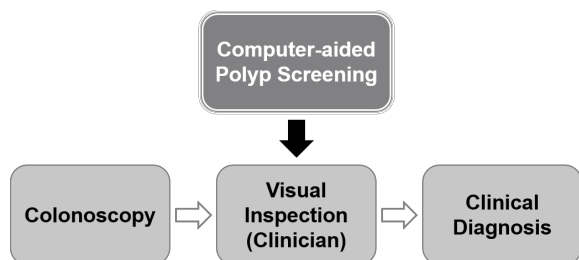 Computer-aided
Polyp Screening
Colonoscopy
Visual
Inspection
(Clinician)
Clinical
Diagnosis